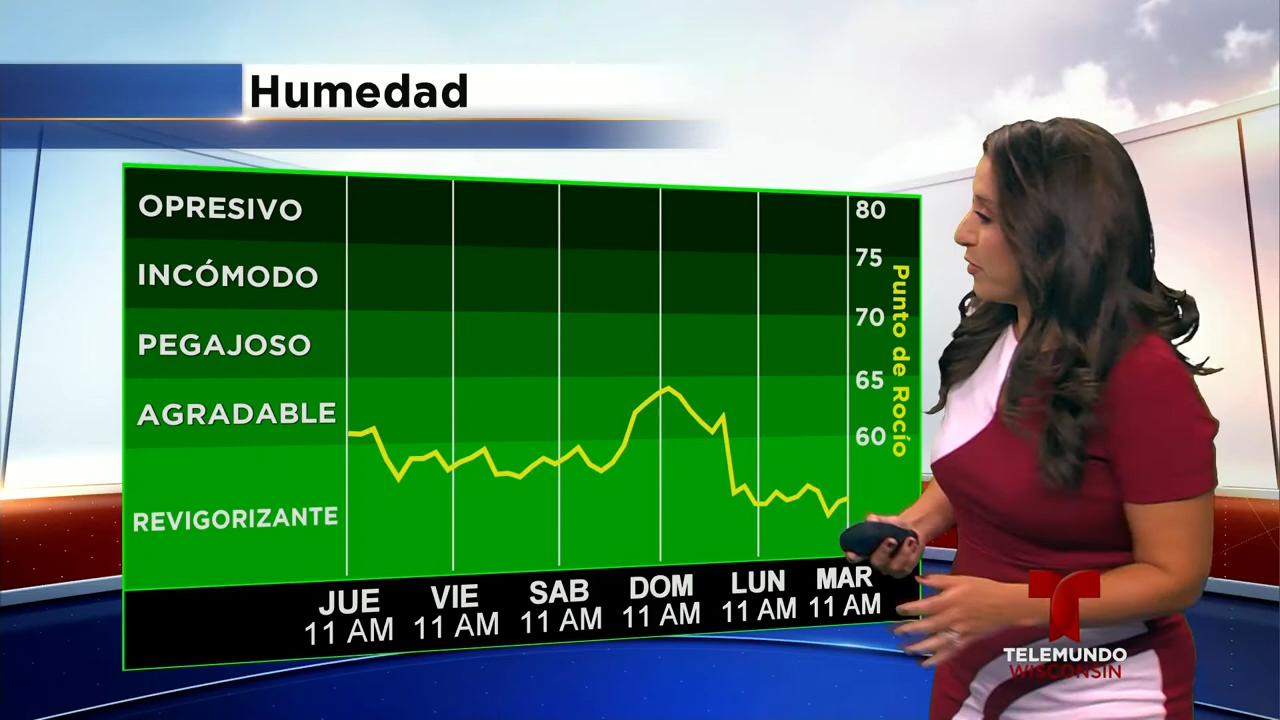 Humedad
OPRESIVO
INCÓMODO
PEGAJOSO
AGRADABLE
REVIGORIZANTE
80
75
70
65
60
Punto de Rocío
JUE VIE SAB DOM LUN MAR
11 AM 11 AM 11 AM 11 AM 11 AM 11 AM
TELEMUNDO
WISCONSIN